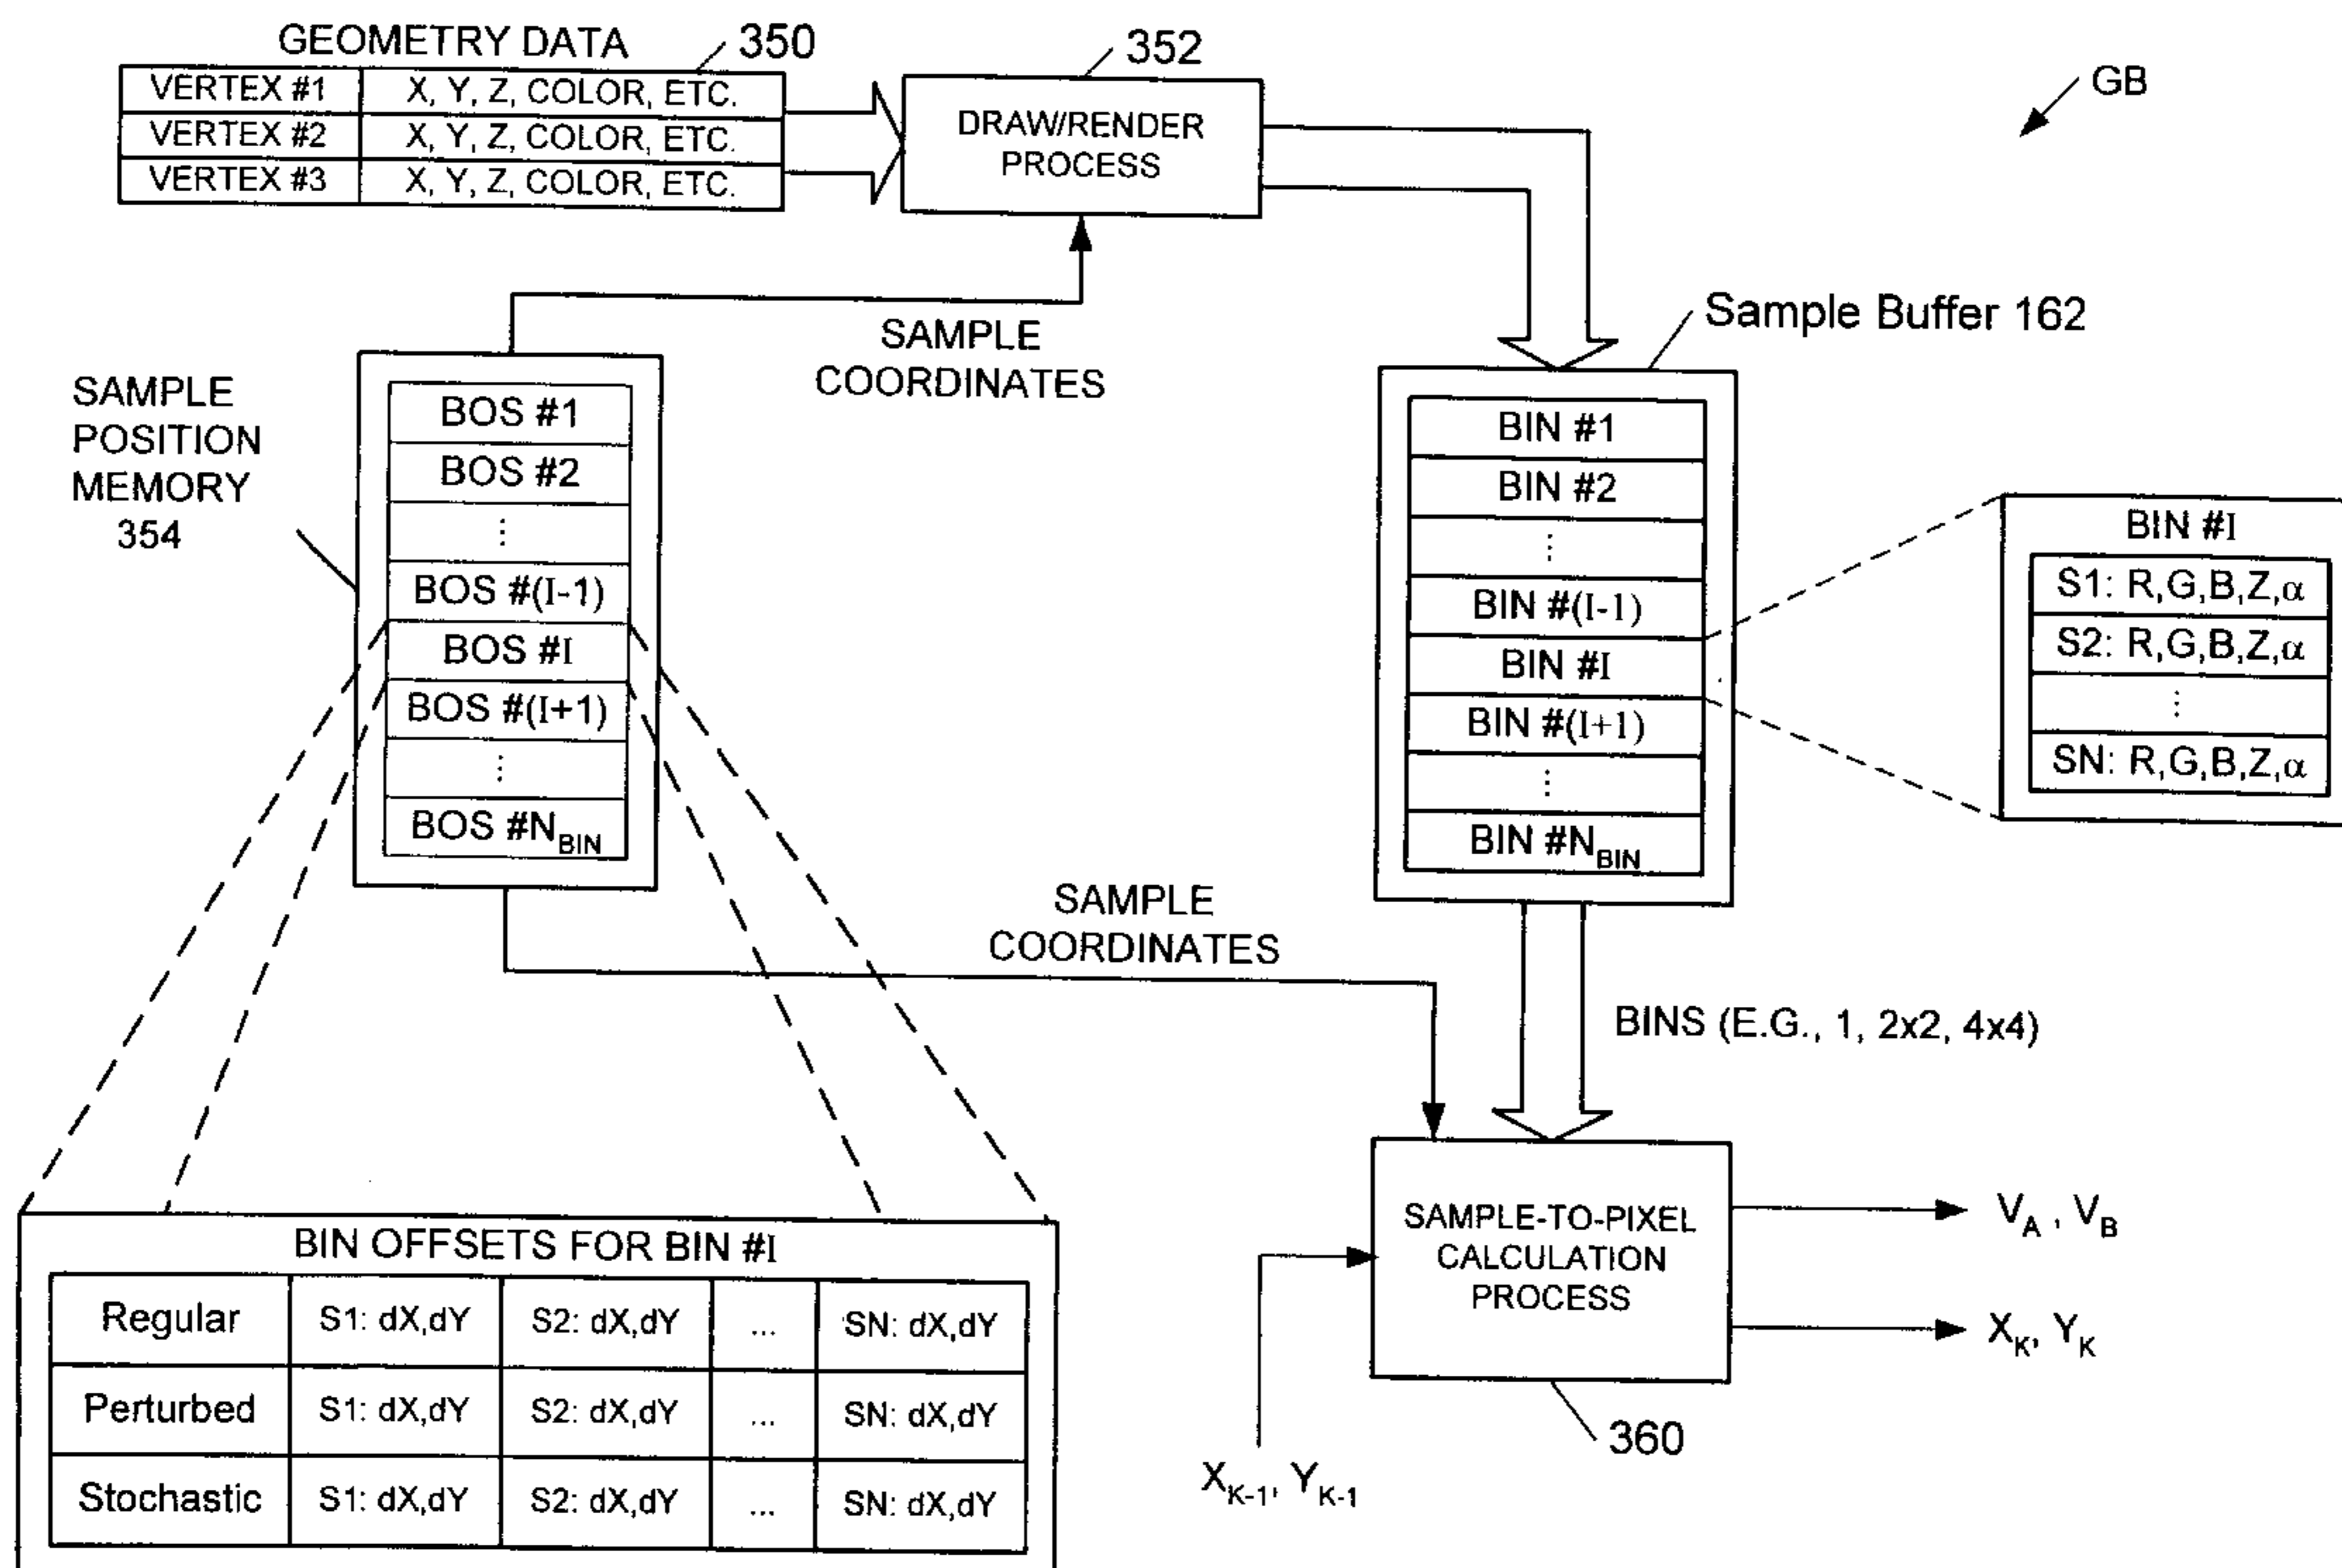 GEOMETRY DATA
350
VERTEX #1 X, Y, Z, COLOR, ETC.
VERTEX #2 X, Y, Z, COLOR, ETC.
VERTEX #3 X, Y, Z, COLOR, ETC.
352
DRAW/RENDER
PROCESS
GB
SAMPLE
COORDINATES
SAMPLE
POSITION
MEMORY
354
BOS #1
BOS #2
⋮
BOS #(I-1)
BOS #I
BOS #(I+1)
⋮
BOS #N_BIN
Sample Buffer 162
BIN #1
BIN #2
⋮
BIN #(I-1)
BIN #I
BIN #(I+1)
⋮
BIN #N_BIN
BIN #I
S1: R,G,B,Z,α
S2: R,G,B,Z,α
⋮
SN: R,G,B,Z,α
SAMPLE
COORDINATES
BINS (E.G., 1, 2x2, 4x4)
BIN OFFSETS FOR BIN #I
Regular S1: dX,dY S2: dX,dY ... SN: dX,dY
Perturbed S1: dX,dY S2: dX,dY ... SN: dX,dY
Stochastic S1: dX,dY S2: dX,dY ... SN: dX,dY
SAMPLE-TO-PIXEL
CALCULATION
PROCESS
360
V_A , V_B
X_K, Y_K
X_K-1, Y_K-1